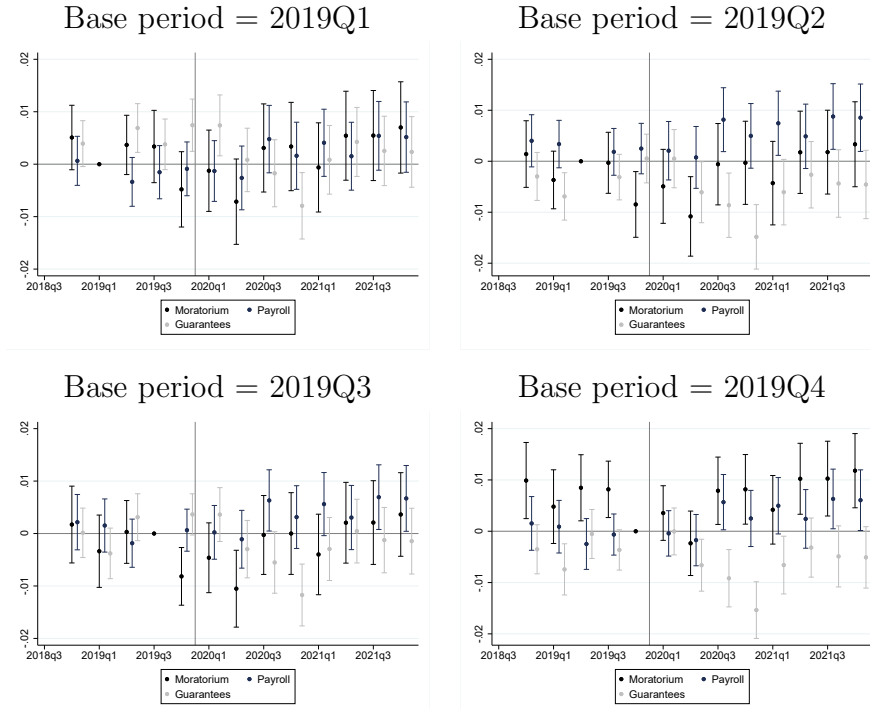 Base period = 2019Q1
.02
.01
0
-.01
-.02
2018q3 2019q1 2019q3 2020q1 2020q3 2021q1 2021q3
Moratorium Payroll
Guarantees
Base period = 2019Q2
.02
.01
0
-.01
-.02
2018q3 2019q1 2019q3 2020q1 2020q3 2021q1 2021q3
Moratorium Payroll
Guarantees
Base period = 2019Q3
.02
.01
0
-.01
-.02
2018q3 2019q1 2019q3 2020q1 2020q3 2021q1 2021q3
Moratorium Payroll
Guarantees
Base period = 2019Q4
.02
.01
0
-.01
-.02
2018q3 2019q1 2019q3 2020q1 2020q3 2021q1 2021q3
Moratorium Payroll
Guarantees